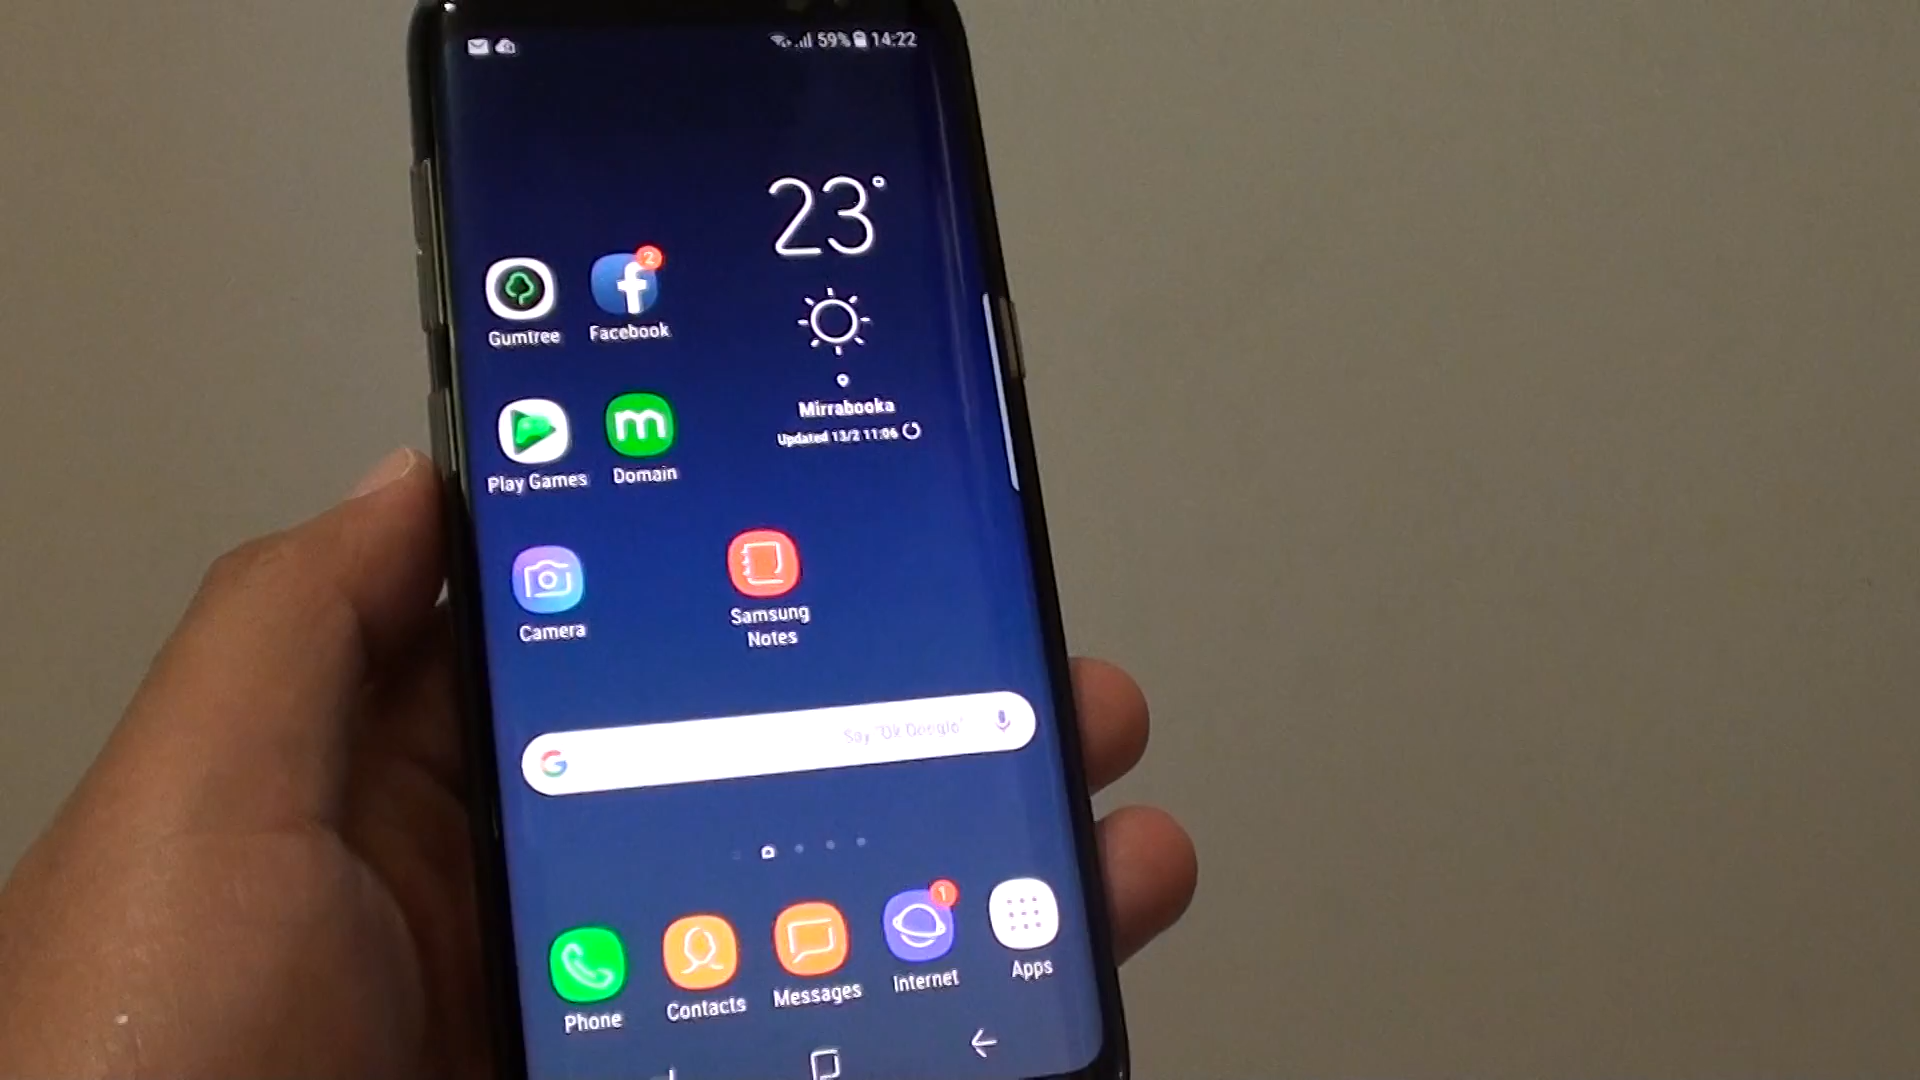 59% 14:22
23°
2
Gumtree
Facebook
Mirrabooka
Updated 13/2 11:06
m
Play Games
Domain
Camera
Samsung
Notes
G
Say "Ok Google"
1
Phone
Contacts
Messages
Internet
Apps